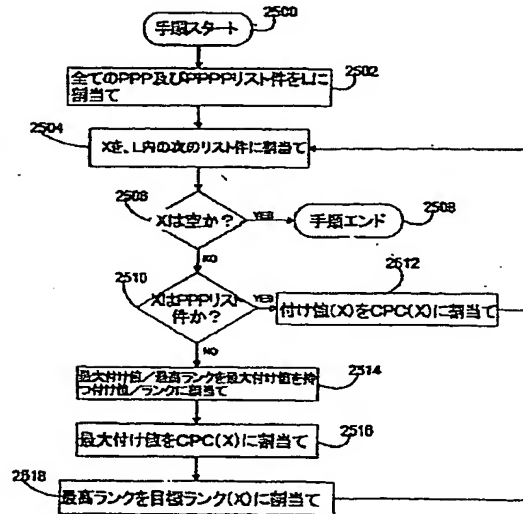 2500
手順スタート
2502
全てのPPP及びPPPPリスト件をLに
割当て
2504
Xを、L内の次のリスト件に割当て
2506
Xは空か？
YES
手順エンド
2508
NO
2510
XはPPPリスト
件か？
YES
2512
付け値(X)をCPC(X)に割当て
NO
2514
最大付け値／最高ランクを最大付け値を持
つ付け値／ランクに割当て
2516
最大付け値をCPC(X)に割当て
2518
最高ランクを目標ランク(X)に割当て